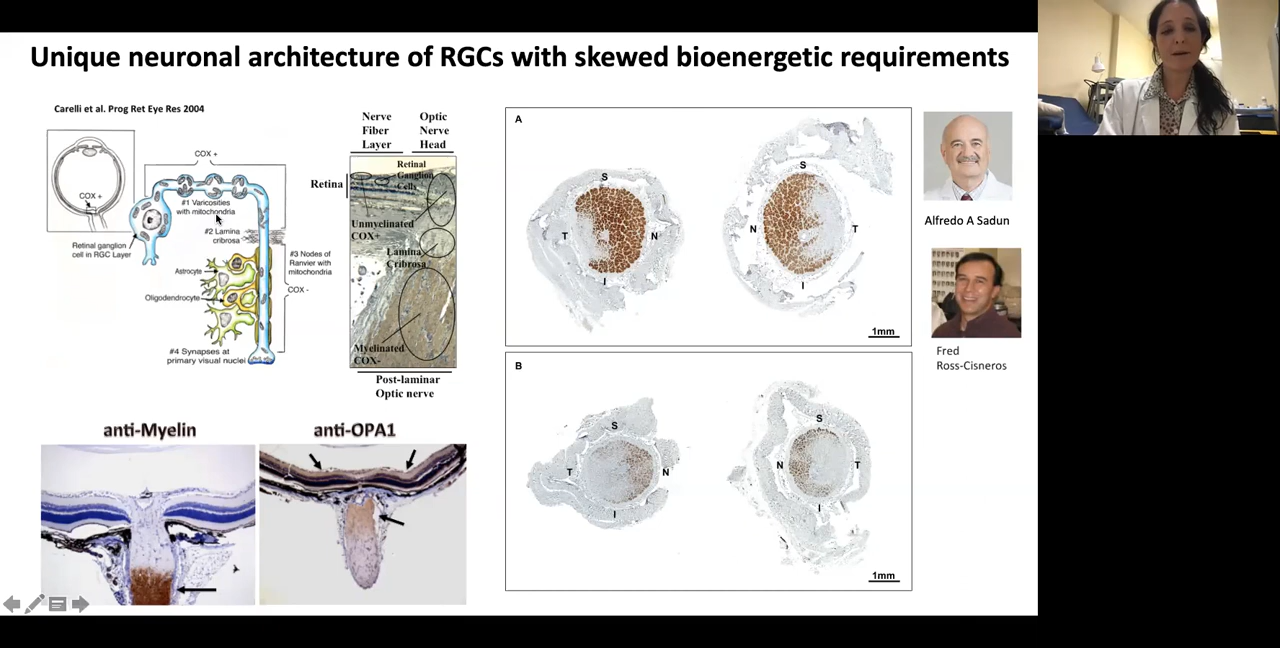 Unique neuronal architecture of RGCs with skewed bioenergetic requirements
Carelli et al. Prog Ret Eye Res 2004
COX +
COX +
#1 Varicosities
with mitochondria
#2 Lamina
cribrosa
Retinal ganglion
cell in RGC Layer
#3 Nodes of
Ranvier with
mitochondria
COX -
Astrocyte
Oligodendrocyte
#4 Synapses at
primary visual nuclei
Nerve
Fiber
Layer
Optic
Nerve
Head
Retina
Retinal
Ganglion
Cells
Unmyelinated
COX+
Lamina
Cribrosa
Myelinated
COX-
Post-laminar
Optic nerve
anti-Myelin
anti-OPA1
A
S
T
N
I
S
N
T
I
1mm
B
S
T
N
I
S
N
T
I
1mm
Alfredo A Sadun
Fred
Ross-Cisneros